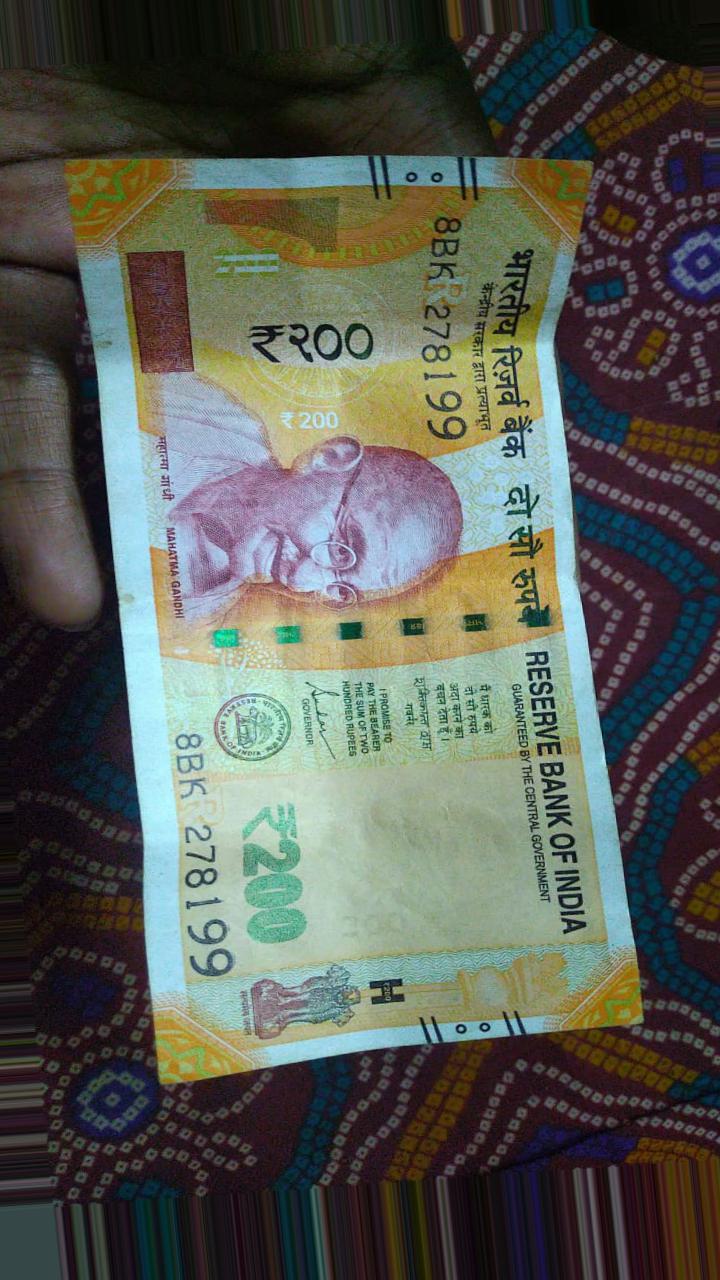 भारतीय रिज़र्व बैंक
केन्द्रीय सरकार द्वारा प्रत्याभूत
दो सौ रुपये
RESERVE BANK OF INDIA
GUARANTEED BY THE CENTRAL GOVERNMENT
8BK 278199
₹२००
₹ 200
महात्मा गांधी
MAHATMA GANDHI
मैं धारक को
दो सौ रुपये
अदा करने का
वचन देता हूँ।
I PROMISE TO
PAY THE BEARER
THE SUM OF TWO
HUNDRED RUPEES
GOVERNOR
₹200
8BK 278199
सत्यमेव जयते